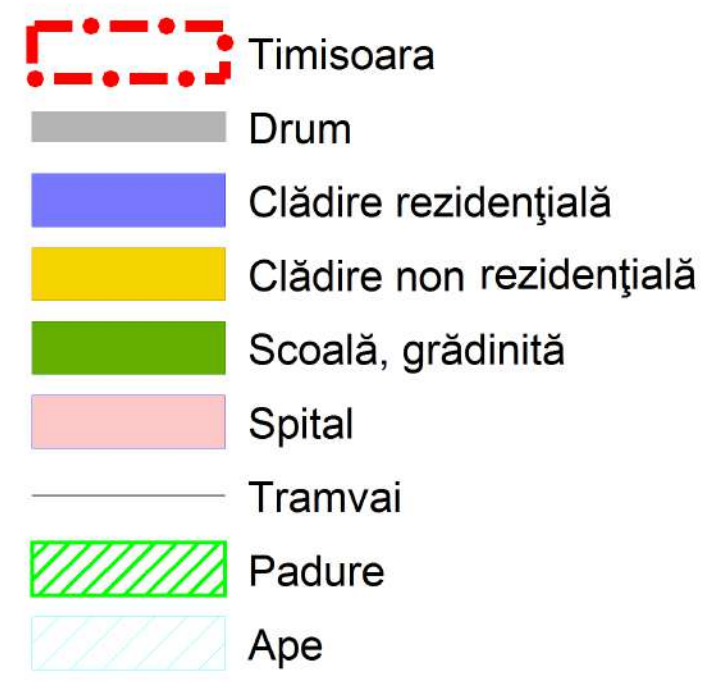 Timisoara
Drum
Clădire rezidenţială
Clădire non rezidenţială
Scoală, grădinită
Spital
Tramvai
Padure
Ape